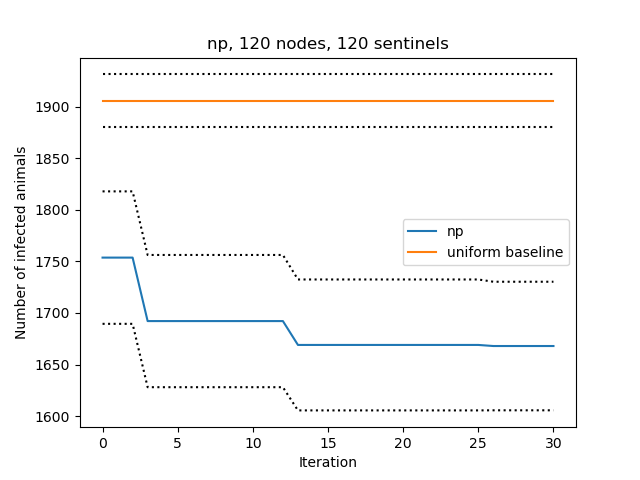 np, 120 nodes, 120 sentinels
Number of infected animals
1900
1850
1800
1750
1700
1650
1600
np
uniform baseline
0 5 10 15 20 25 30
Iteration